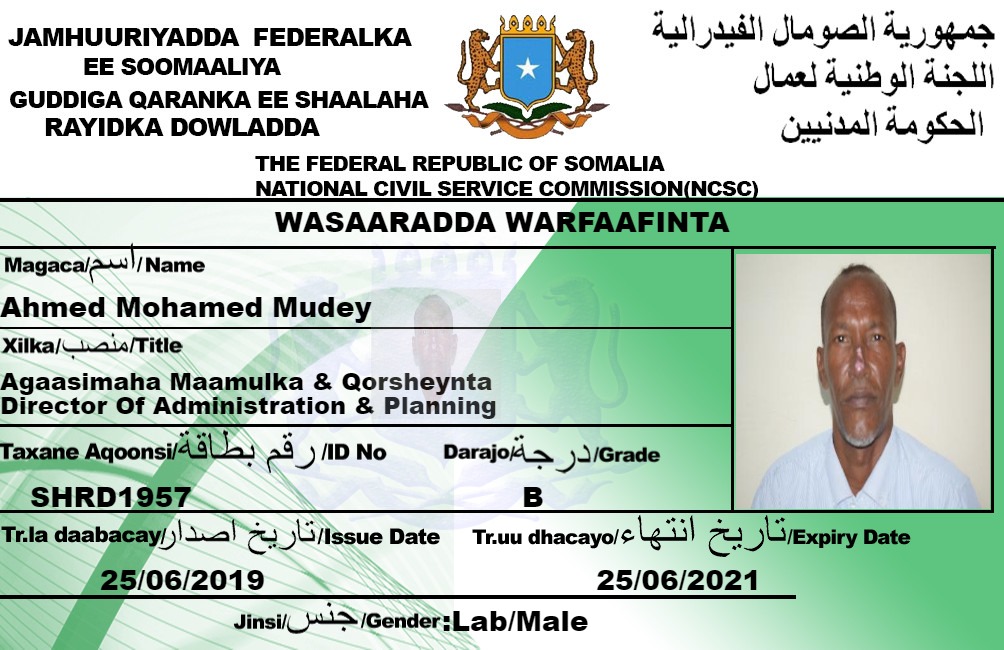 JAMHUURIYADDA FEDERALKA
EE SOOMAALIYA
GUDDIGA QARANKA EE SHAALAHA
RAYIDKA DOWLADDA
جمهورية الصومال الفيدرالية
اللجنة الوطنية لعمال
الحكومة المدنيين
THE FEDERAL REPUBLIC OF SOMALIA
NATIONAL CIVIL SERVICE COMMISSION(NCSC)
WASAARADDA WARFAAFINTA
Magaca/اسم/Name
Ahmed Mohamed Mudey
Xilka/منصب/Title
Agaasimaha Maamulka & Qorsheynta
Director Of Administration & Planning
Taxane Aqoonsi/رقم بطاقة/ID No Darajo/درجة/Grade
SHRD1957 B
Tr.la daabacay/تاريخ اصدار/Issue Date Tr.uu dhacayo/تاريخ انتهاء/Expiry Date
25/06/2019 25/06/2021
Jinsi/جنس/Gender:Lab/Male